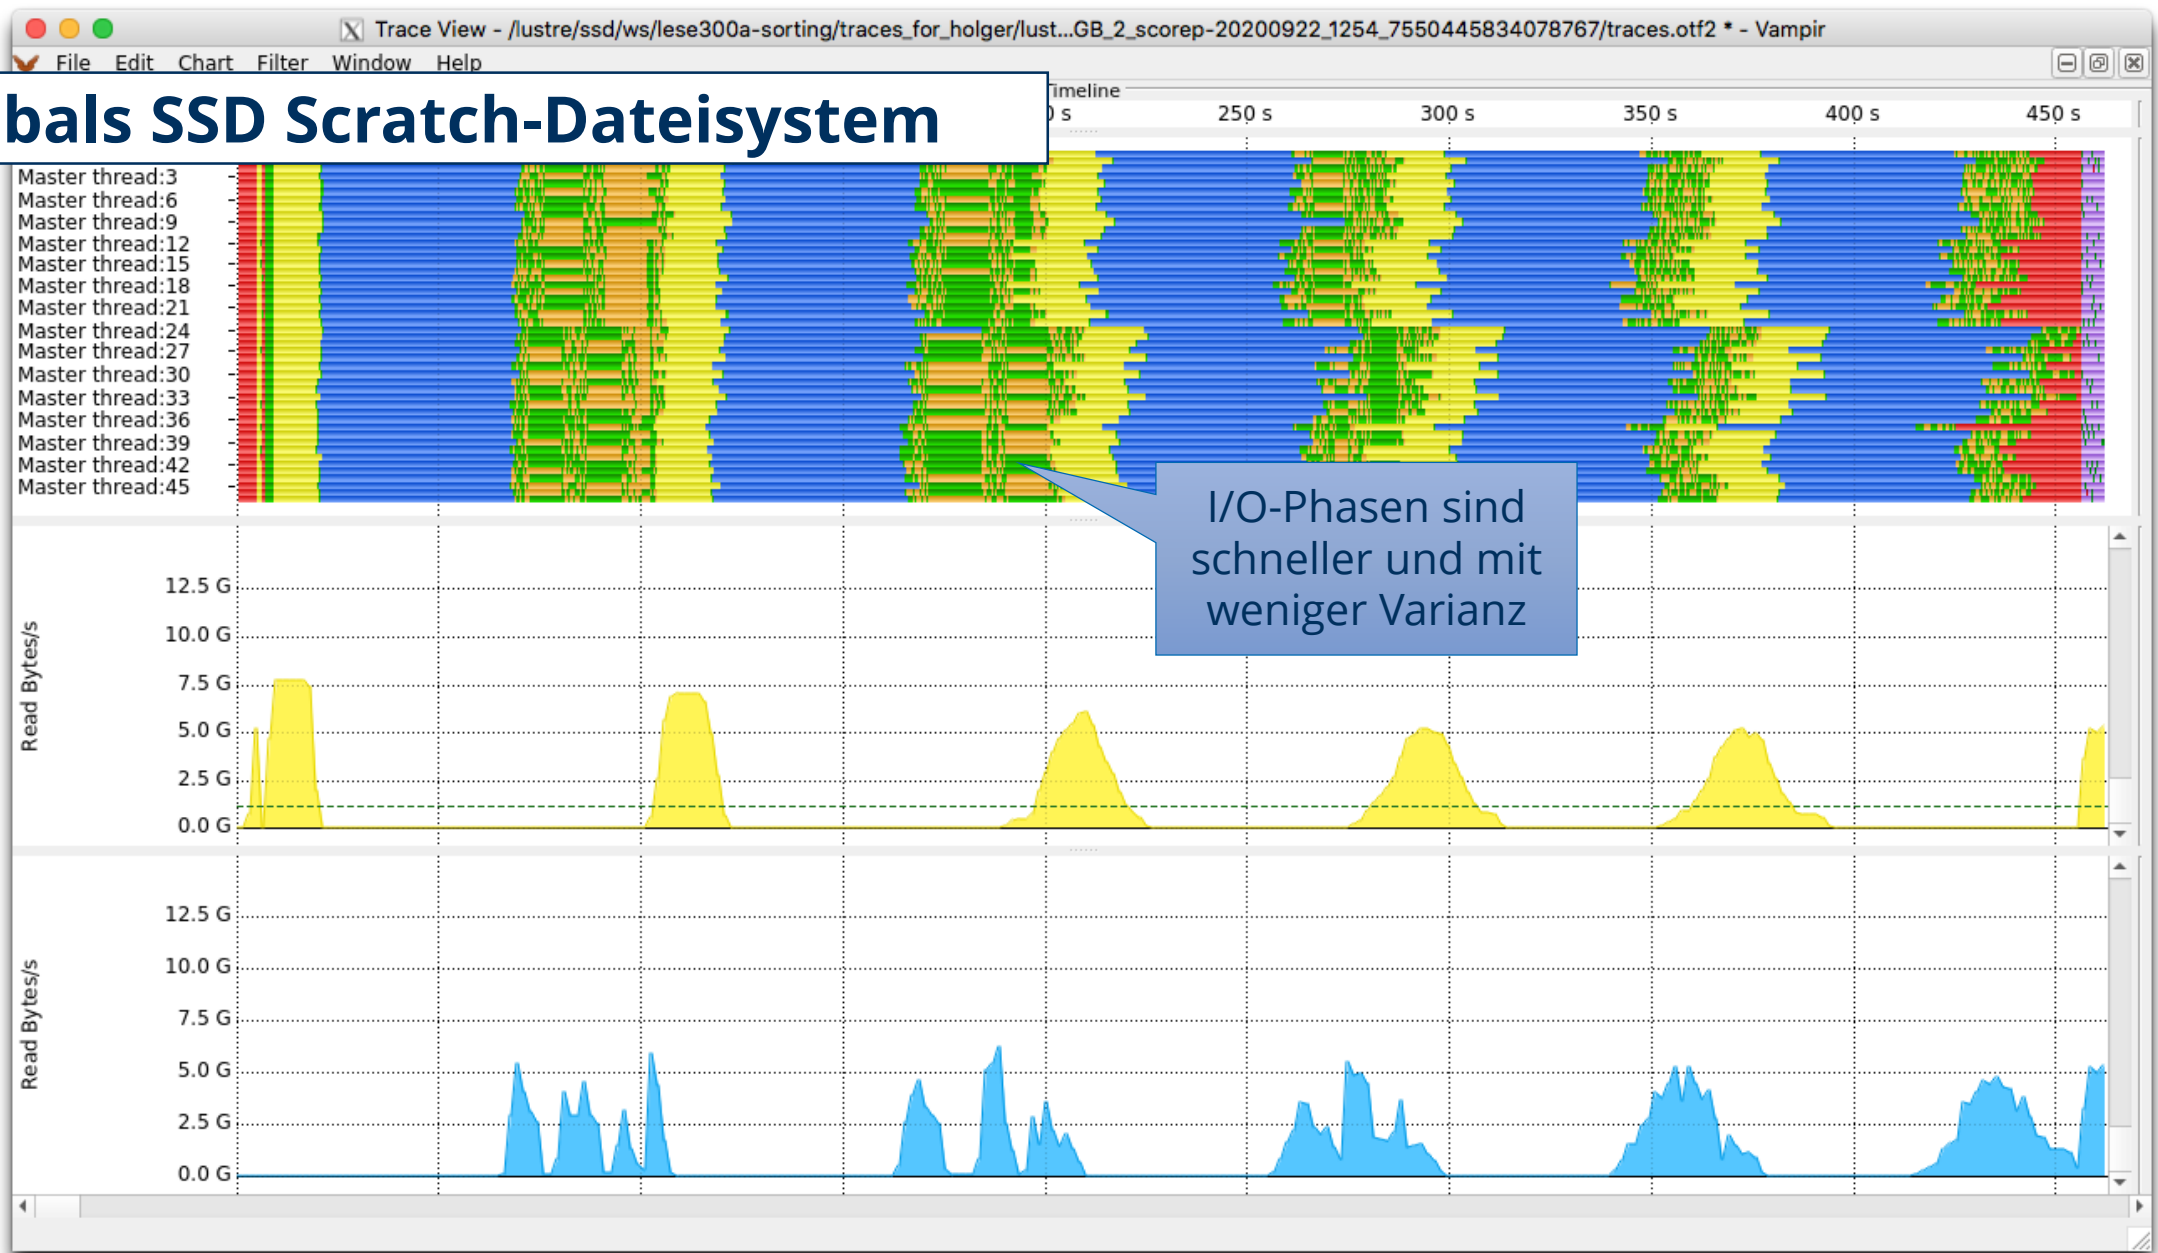 Trace View - /lustre/ssd/ws/lese300a-sorting/traces_for_holger/lust...GB_2_scorep-20200922_1254_7550445834078767/traces.otf2 * - Vampir
File Edit Chart Filter Window Help
Timeline
bals SSD Scratch-Dateisystem
0 s 250 s 300 s 350 s 400 s 450 s
Master thread:3
Master thread:6
Master thread:9
Master thread:12
Master thread:15
Master thread:18
Master thread:21
Master thread:24
Master thread:27
Master thread:30
Master thread:33
Master thread:36
Master thread:39
Master thread:42
Master thread:45
I/O-Phasen sind
schneller und mit
weniger Varianz
Read Bytes/s
12.5 G
10.0 G
7.5 G
5.0 G
2.5 G
0.0 G
Read Bytes/s
12.5 G
10.0 G
7.5 G
5.0 G
2.5 G
0.0 G